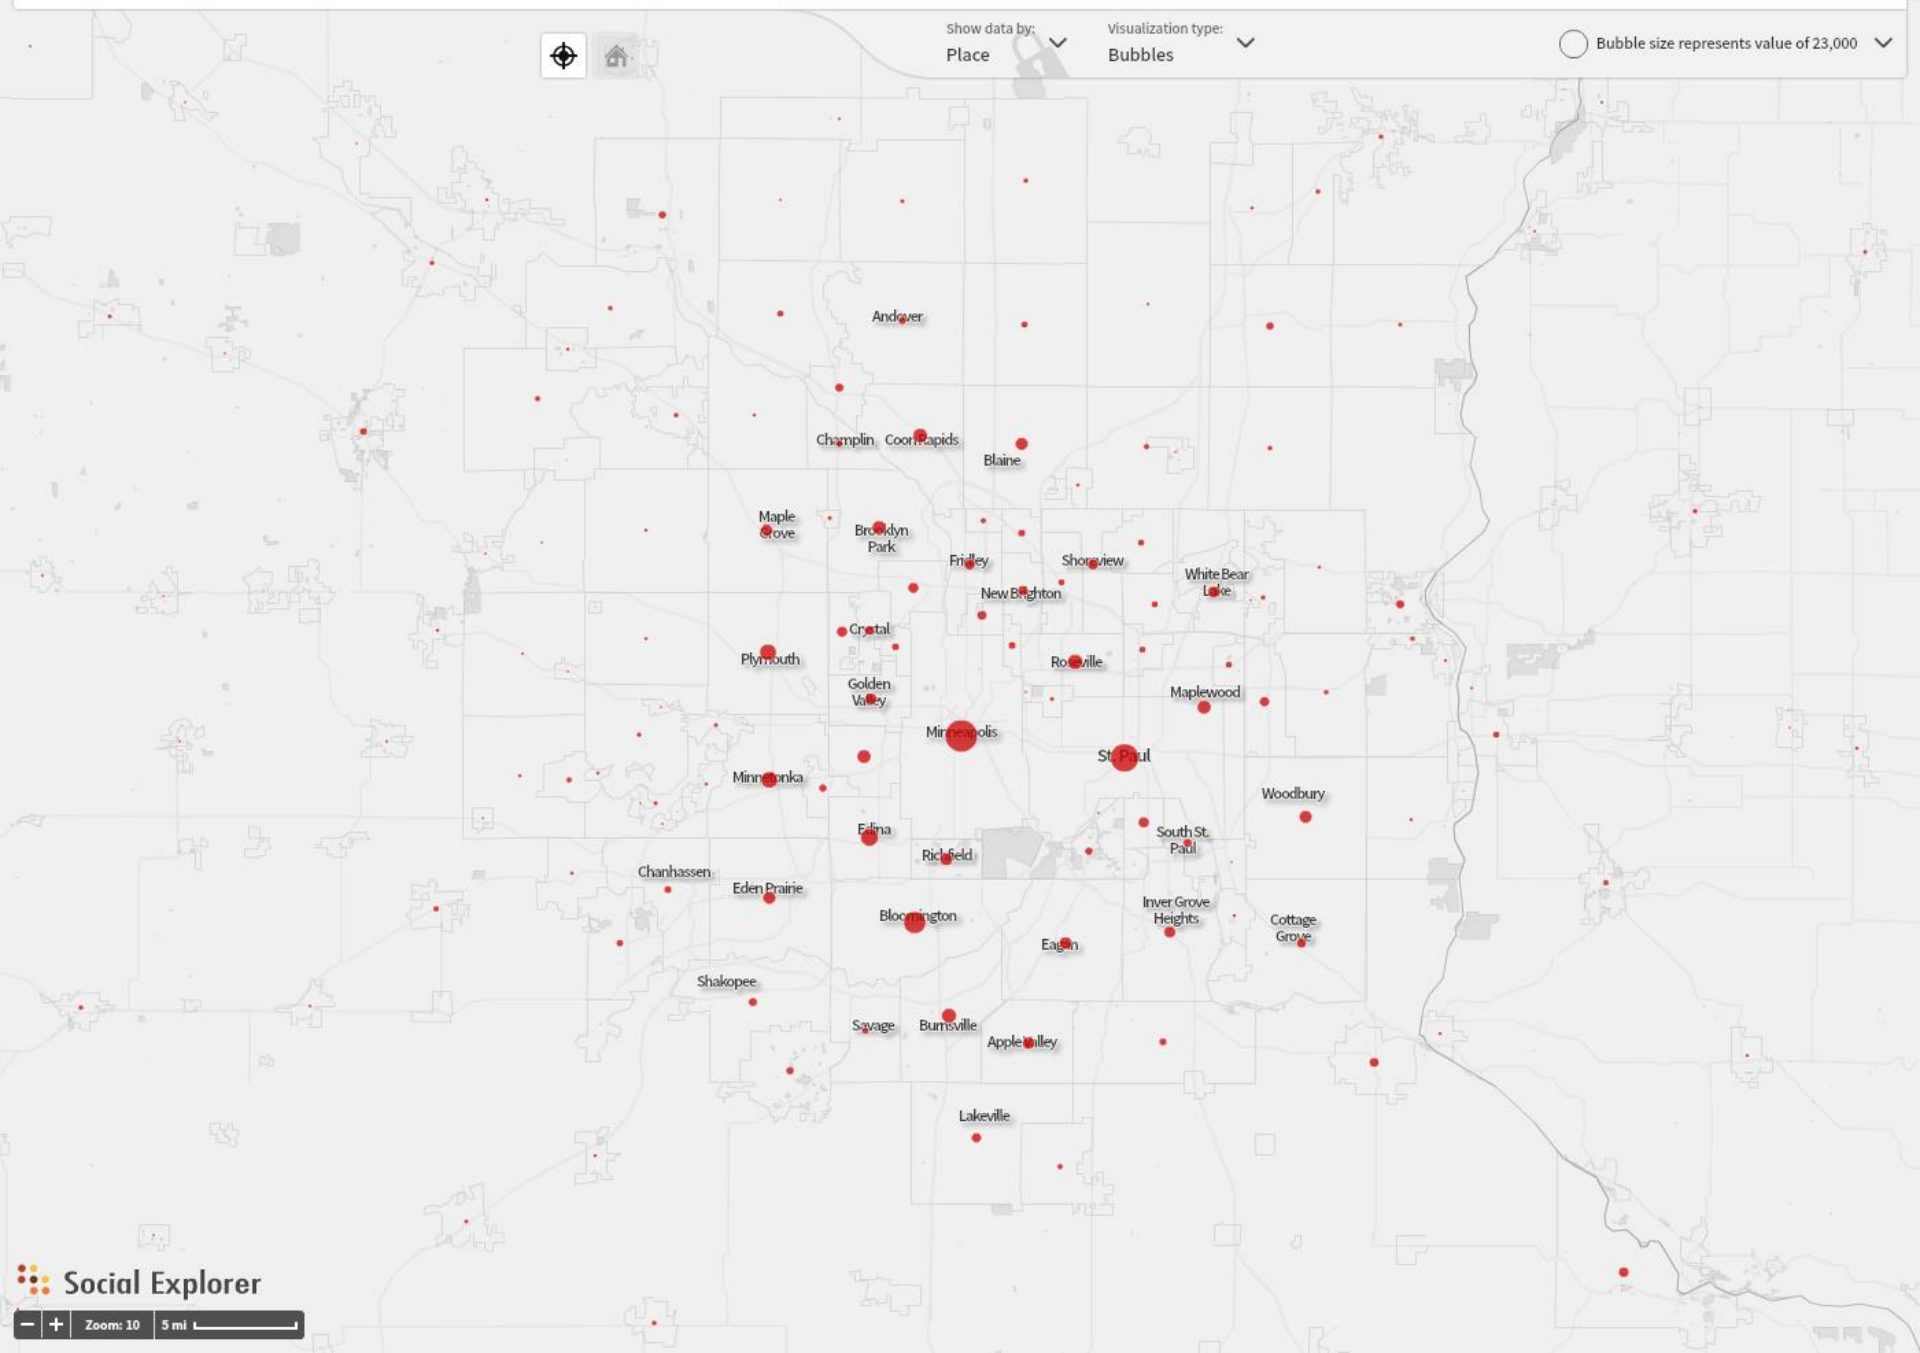 Show data by:
Place
Visualization type:
Bubbles
Bubble size represents value of 23,000
Andover
Champlin
Coon Rapids
Blaine
Maple
Grove
Brooklyn
Park
Fridley
Shoreview
White Bear
Lake
New Brighton
Crystal
Plymouth
Roseville
Golden
Valley
Maplewood
Minneapolis
St. Paul
Minnetonka
Woodbury
Edina
South St.
Paul
Richfield
Chanhassen
Eden Prairie
Inver Grove
Heights
Bloomington
Cottage
Grove
Eagan
Shakopee
Savage
Burnsville
Apple Valley
Lakeville
Social Explorer
Zoom: 10
5 mi